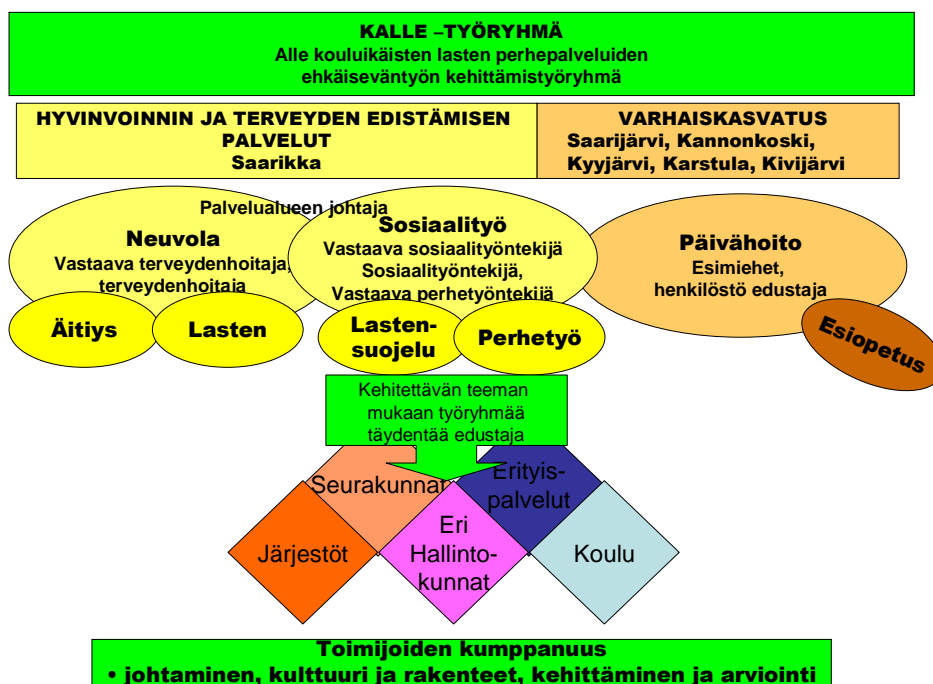 KALLE –TYÖRYHMÄ
Alle kouluikäisten lasten perhepalveluiden
ehkäiseväntyön kehittämistyöryhmä
HYVINVOINNIN JA TERVEYDEN EDISTÄMISEN
PALVELUT
Saarikka
VARHAISKASVATUS
Saarijärvi, Kannonkoski,
Kyyjärvi, Karstula, Kivijärvi
Palvelualueen johtaja
Neuvola
Vastaava terveydenhoitaja,
terveydenhoitaja
Sosiaalityö
Vastaava sosiaalityöntekijä
Sosiaalityöntekijä,
Vastaava perhetyöntekijä
Päivähoito
Esimiehet,
henkilöstö edustaja
Äitiys
Lasten
Lasten-
suojelu
Perhetyö
Esiopetus
Kehitettävän teeman
mukaan työryhmää
täydentää edustaja
Seurakunnat
Erityis-
palvelut
Järjestöt
Eri
Hallinto-
kunnat
Koulu
Toimijoiden kumppanuus
• johtaminen, kulttuuri ja rakenteet, kehittäminen ja arviointi